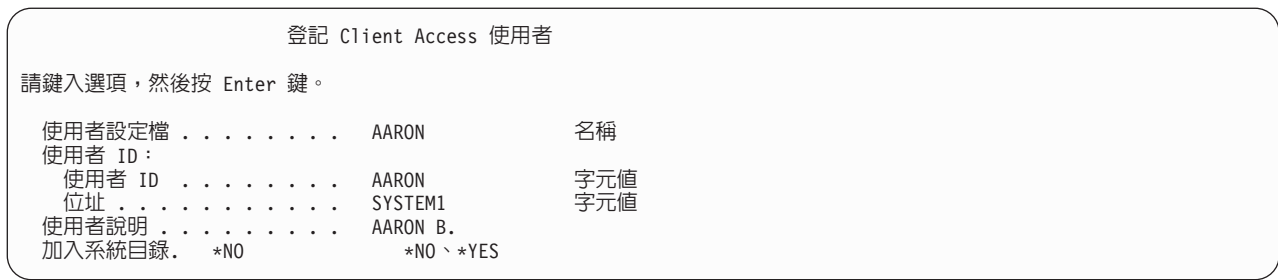 登記 Client Access 使用者
請鍵入選項，然後按 Enter 鍵。
使用者設定檔 . . . . . . . . AARON 名稱
使用者 ID：
使用者 ID . . . . . . . . AARON 字元值
位址 . . . . . . . . . . . SYSTEM1 字元值
使用者說明 . . . . . . . . . AARON B.
加入系統目錄. *NO *NO、*YES